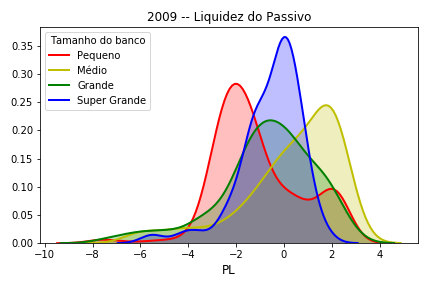 2009 -- Liquidez do Passivo
Tamanho do banco
Pequeno
Médio
Grande
Super Grande
0.35
0.30
0.25
0.20
0.15
0.10
0.05
0.00
−10 −8 −6 −4 −2 0 2 4
PL